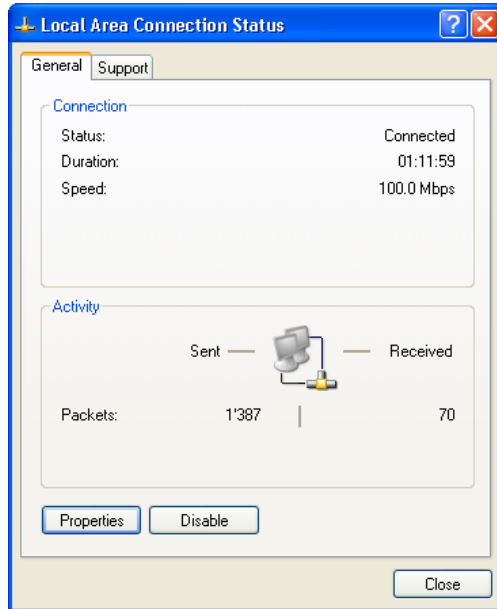 Local Area Connection Status
General Support
Connection
Status: Connected
Duration: 01:11:59
Speed: 100.0 Mbps
Activity
Sent Received
Packets: 1'387 70
Properties Disable
Close